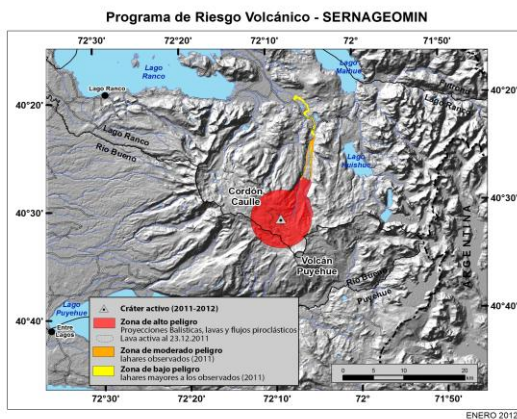 Programa de Riesgo Volcánico - SERNAGEOMIN
72°30' 72°20' 72°10' 72°00' 71°50'
Lago
Ranco
Lago
Maihue
Lago Ranco
40°20' 40°20'
Lago Ranco
Lago Ranco
Río Bueno
Cordón
Caulle
40°30' 40°30'
Volcán
Puyehue
Río Bueno
Puyehue
ARGENTINA
Lago
Puyehue
Entre
Lagos
40°40' 40°40'
Cráter activo (2011-2012)
Zona de alto peligro
Proyecciones Balísticas, lavas y flujos piroclásticos
Lava activa al 23.12.2011
Zona de moderado peligro
lahares observados (2011)
Zona de bajo peligro
lahares mayores a los observados (2011)
0 10 20
km
72°30' 72°20' 72°10' 72°00' 71°50'
ENERO 2012